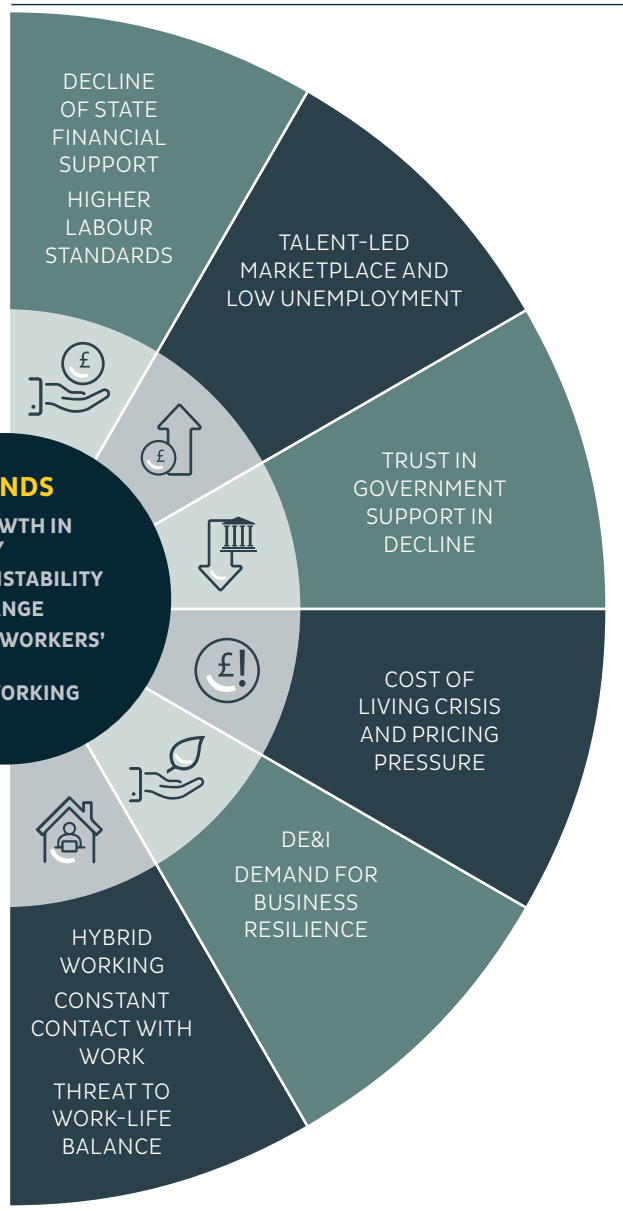 DECLINE
OF STATE
FINANCIAL
SUPPORT
HIGHER
LABOUR
STANDARDS
TALENT-LED
MARKETPLACE AND
LOW UNEMPLOYMENT
TRUST IN
GOVERNMENT
SUPPORT IN
DECLINE
COST OF
LIVING CRISIS
AND PRICING
PRESSURE
DE&I
DEMAND FOR
BUSINESS
RESILIENCE
HYBRID
WORKING
CONSTANT
CONTACT WITH
WORK
THREAT TO
WORK-LIFE
BALANCE
£
£
£!
NDS
WTH IN
Y
ISTABILITY
NGE
WORKERS'
ORKING